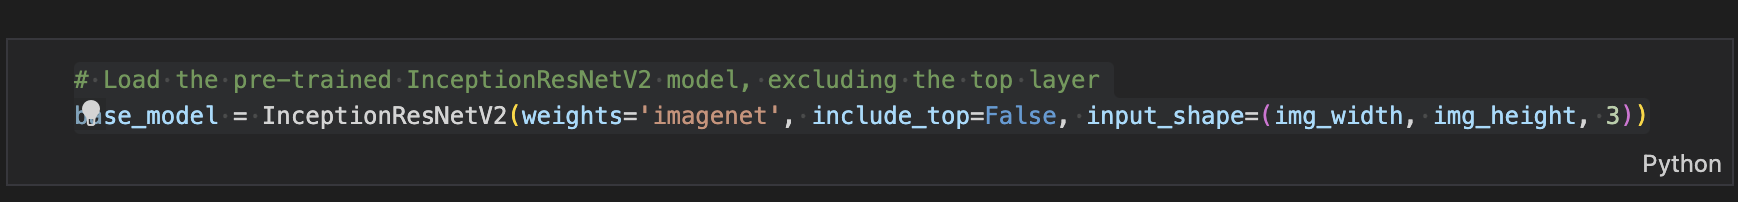 # Load the pre-trained InceptionResNetV2 model, excluding the top layer
base_model = InceptionResNetV2(weights='imagenet', include_top=False, input_shape=(img_width, img_height, 3))
Python